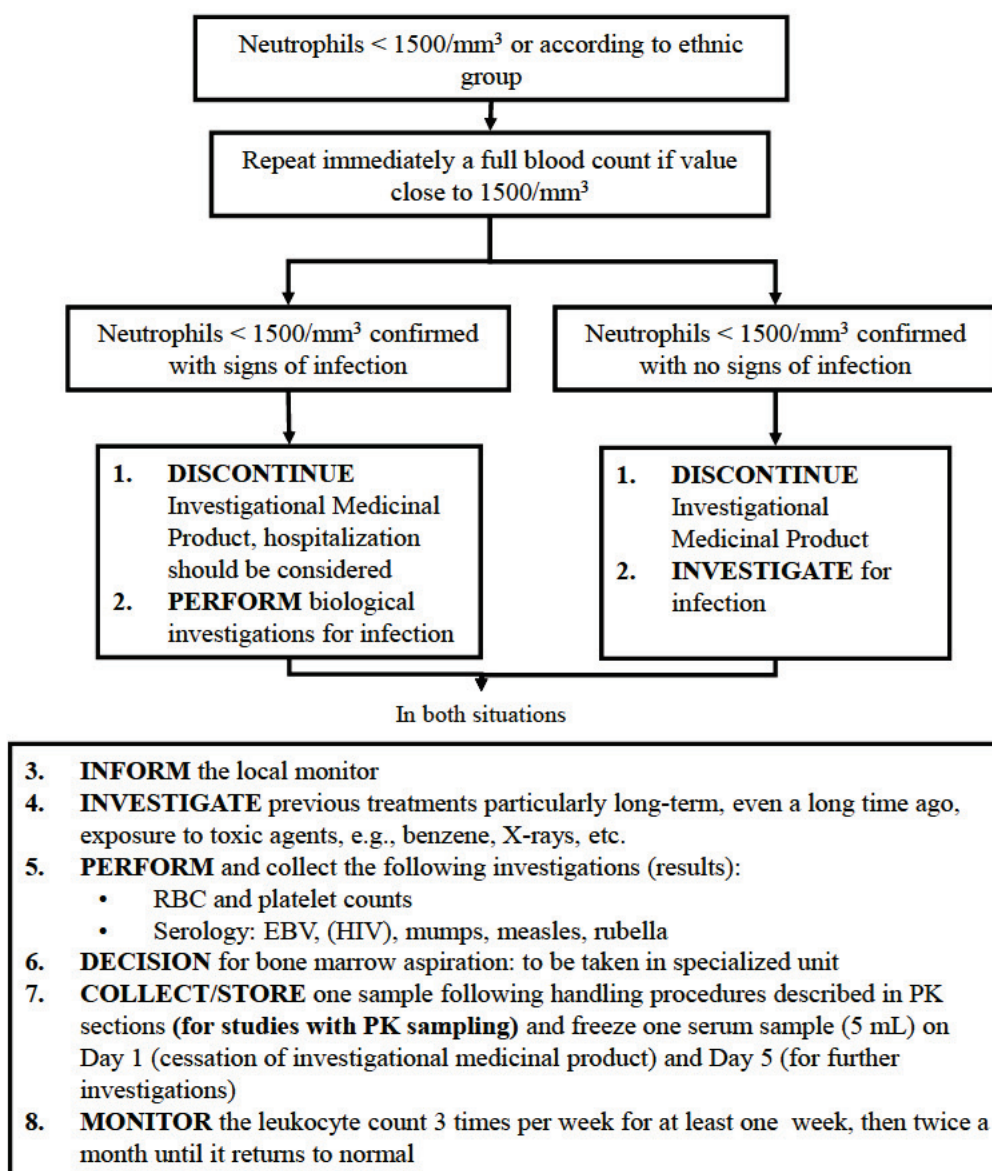 Neutrophils < 1500/mm³ or according to ethnic
group
Repeat immediately a full blood count if value
close to 1500/mm³
Neutrophils < 1500/mm³ confirmed
with signs of infection
Neutrophils < 1500/mm³ confirmed
with no signs of infection
1. DISCONTINUE
Investigational Medicinal
Product, hospitalization
should be considered
2. PERFORM biological
investigations for infection
1. DISCONTINUE
Investigational
Medicinal Product
2. INVESTIGATE for
infection
In both situations
3. INFORM the local monitor
4. INVESTIGATE previous treatments particularly long-term, even a long time ago,
exposure to toxic agents, e.g., benzene, X-rays, etc.
5. PERFORM and collect the following investigations (results):
• RBC and platelet counts
• Serology: EBV, (HIV), mumps, measles, rubella
6. DECISION for bone marrow aspiration: to be taken in specialized unit
7. COLLECT/STORE one sample following handling procedures described in PK
sections (for studies with PK sampling) and freeze one serum sample (5 mL) on
Day 1 (cessation of investigational medicinal product) and Day 5 (for further
investigations)
8. MONITOR the leukocyte count 3 times per week for at least one week, then twice a
month until it returns to normal